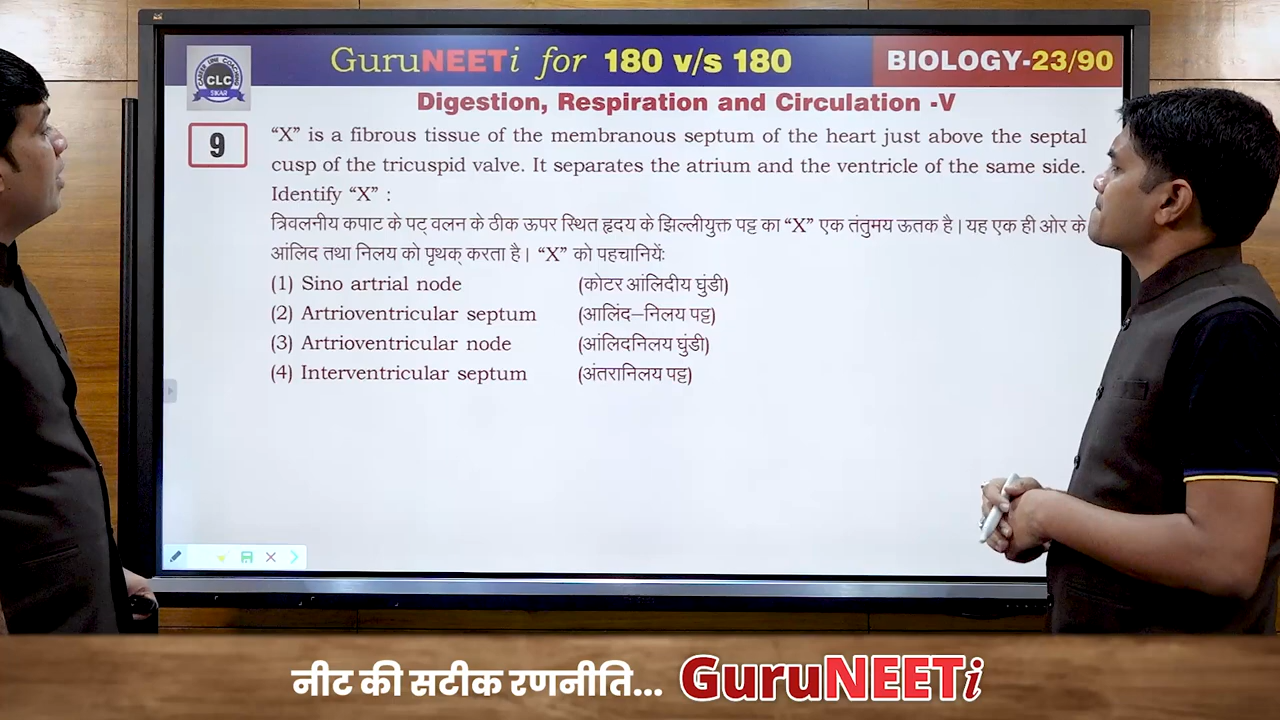 GuruNEETi for 180 v/s 180
BIOLOGY-23/90
CLC
SIKAR
Digestion, Respiration and Circulation -V
9
“X” is a fibrous tissue of the membranous septum of the heart just above the septal
cusp of the tricuspid valve. It separates the atrium and the ventricle of the same side.
Identify “X” :
त्रिवलनीय कपाट के पट् वलन के ठीक ऊपर स्थित हृदय के झिल्लीयुक्त पट्ट का “X” एक तंतुमय ऊतक है। यह एक ही ओर के
आंलिद तथा निलय को पृथक् करता है। “X” को पहचानियेंः
(1) Sino artrial node (कोटर आंलिदीय घुंडी)
(2) Artrioventricular septum (आलिंद–निलय पट्ट)
(3) Artrioventricular node (आंलिदनिलय घुंडी)
(4) Interventricular septum (अंतरानिलय पट्ट)
नीट की सटीक रणनीति... GuruNEETi